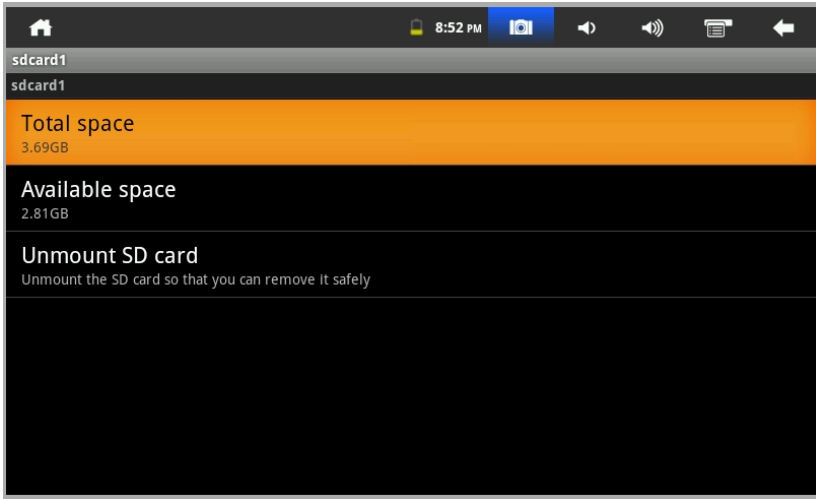 8:52 PM
sdcard1
sdcard1
Total space
3.69GB
Available space
2.81GB
Unmount SD card
Unmount the SD card so that you can remove it safely